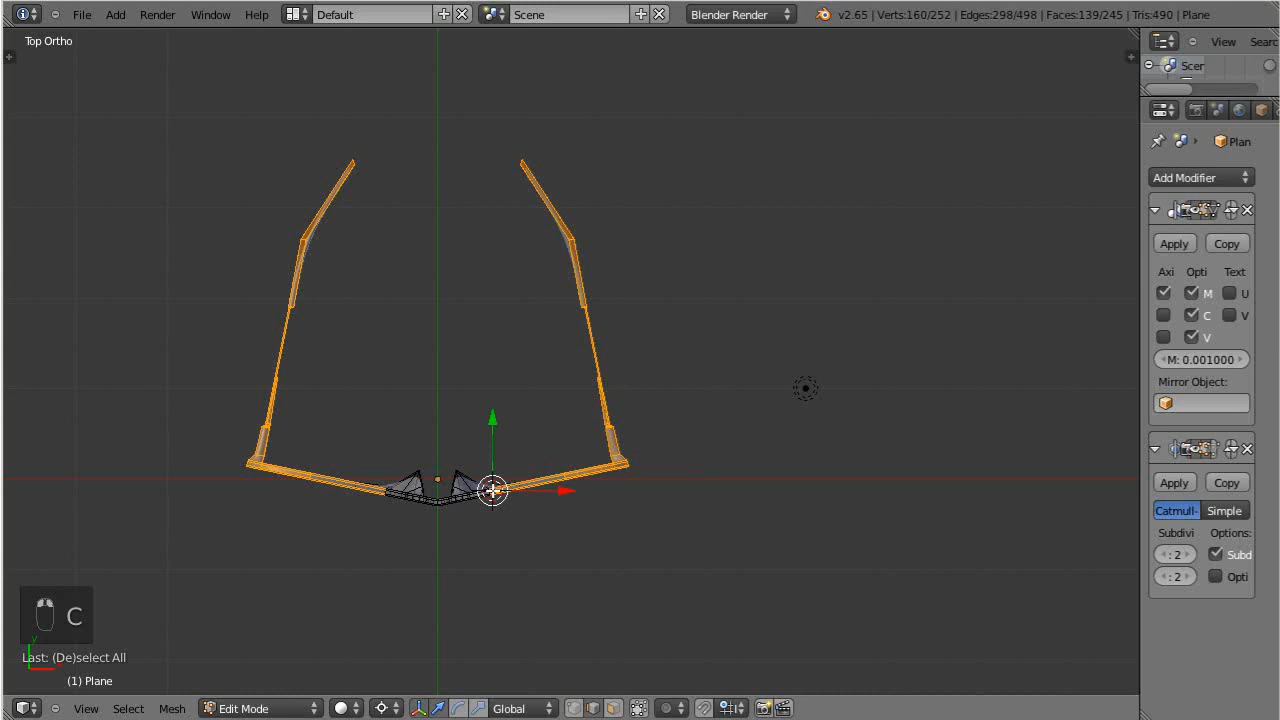 File Add Render Window Help Default Scene Blender Render v2.65 | Verts:160/252 | Edges:298/498 | Faces:139/245 | Tris:490 | Plane
Top Ortho
View Searc
Scer
Plan
Add Modifier
Apply Copy
Axi Opti Text
M U
C V
V
M: 0.001000
Mirror Object:
Apply Copy
Catmull- Simple
Subdivi Options:
: 2 Subd
: 2 Opti
C
y
Last: (De)select All
(1) Plane
View Select Mesh Edit Mode Global